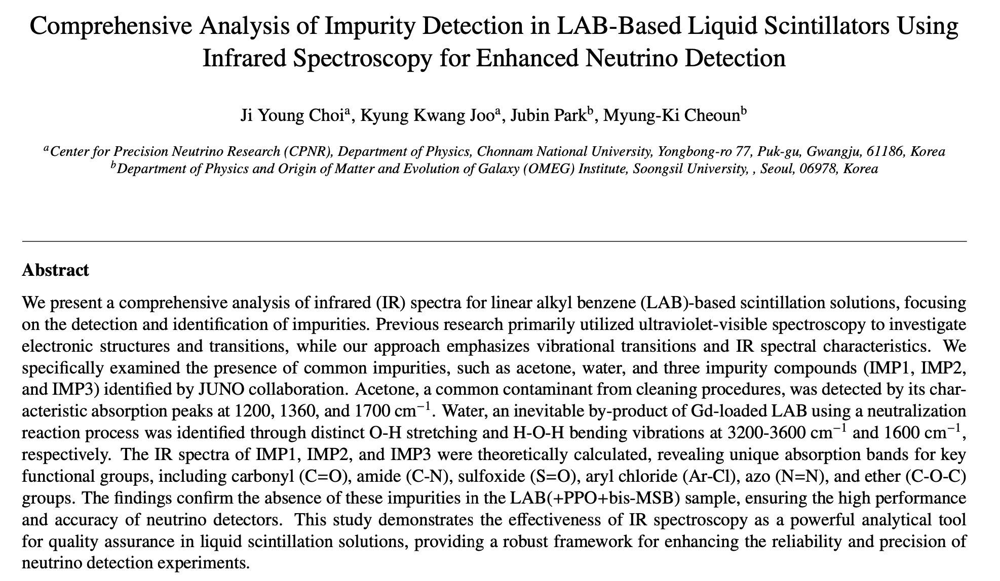 Comprehensive Analysis of Impurity Detection in LAB-Based Liquid Scintillators Using
Infrared Spectroscopy for Enhanced Neutrino Detection
Ji Young Choiᵃ, Kyung Kwang Jooᵃ, Jubin Parkᵇ, Myung-Ki Cheounᵇ
ᵃCenter for Precision Neutrino Research (CPNR), Department of Physics, Chonnam National University, Yongbong-ro 77, Puk-gu, Gwangju, 61186, Korea
ᵇDepartment of Physics and Origin of Matter and Evolution of Galaxy (OMEG) Institute, Soongsil University, , Seoul, 06978, Korea
Abstract
We present a comprehensive analysis of infrared (IR) spectra for linear alkyl benzene (LAB)-based scintillation solutions, focusing
on the detection and identification of impurities. Previous research primarily utilized ultraviolet-visible spectroscopy to investigate
electronic structures and transitions, while our approach emphasizes vibrational transitions and IR spectral characteristics. We
specifically examined the presence of common impurities, such as acetone, water, and three impurity compounds (IMP1, IMP2,
and IMP3) identified by JUNO collaboration. Acetone, a common contaminant from cleaning procedures, was detected by its char-
acteristic absorption peaks at 1200, 1360, and 1700 cm⁻¹. Water, an inevitable by-product of Gd-loaded LAB using a neutralization
reaction process was identified through distinct O-H stretching and H-O-H bending vibrations at 3200-3600 cm⁻¹ and 1600 cm⁻¹,
respectively. The IR spectra of IMP1, IMP2, and IMP3 were theoretically calculated, revealing unique absorption bands for key
functional groups, including carbonyl (C=O), amide (C-N), sulfoxide (S=O), aryl chloride (Ar-Cl), azo (N=N), and ether (C-O-C)
groups. The findings confirm the absence of these impurities in the LAB(+PPO+bis-MSB) sample, ensuring the high performance
and accuracy of neutrino detectors. This study demonstrates the effectiveness of IR spectroscopy as a powerful analytical tool
for quality assurance in liquid scintillation solutions, providing a robust framework for enhancing the reliability and precision of
neutrino detection experiments.